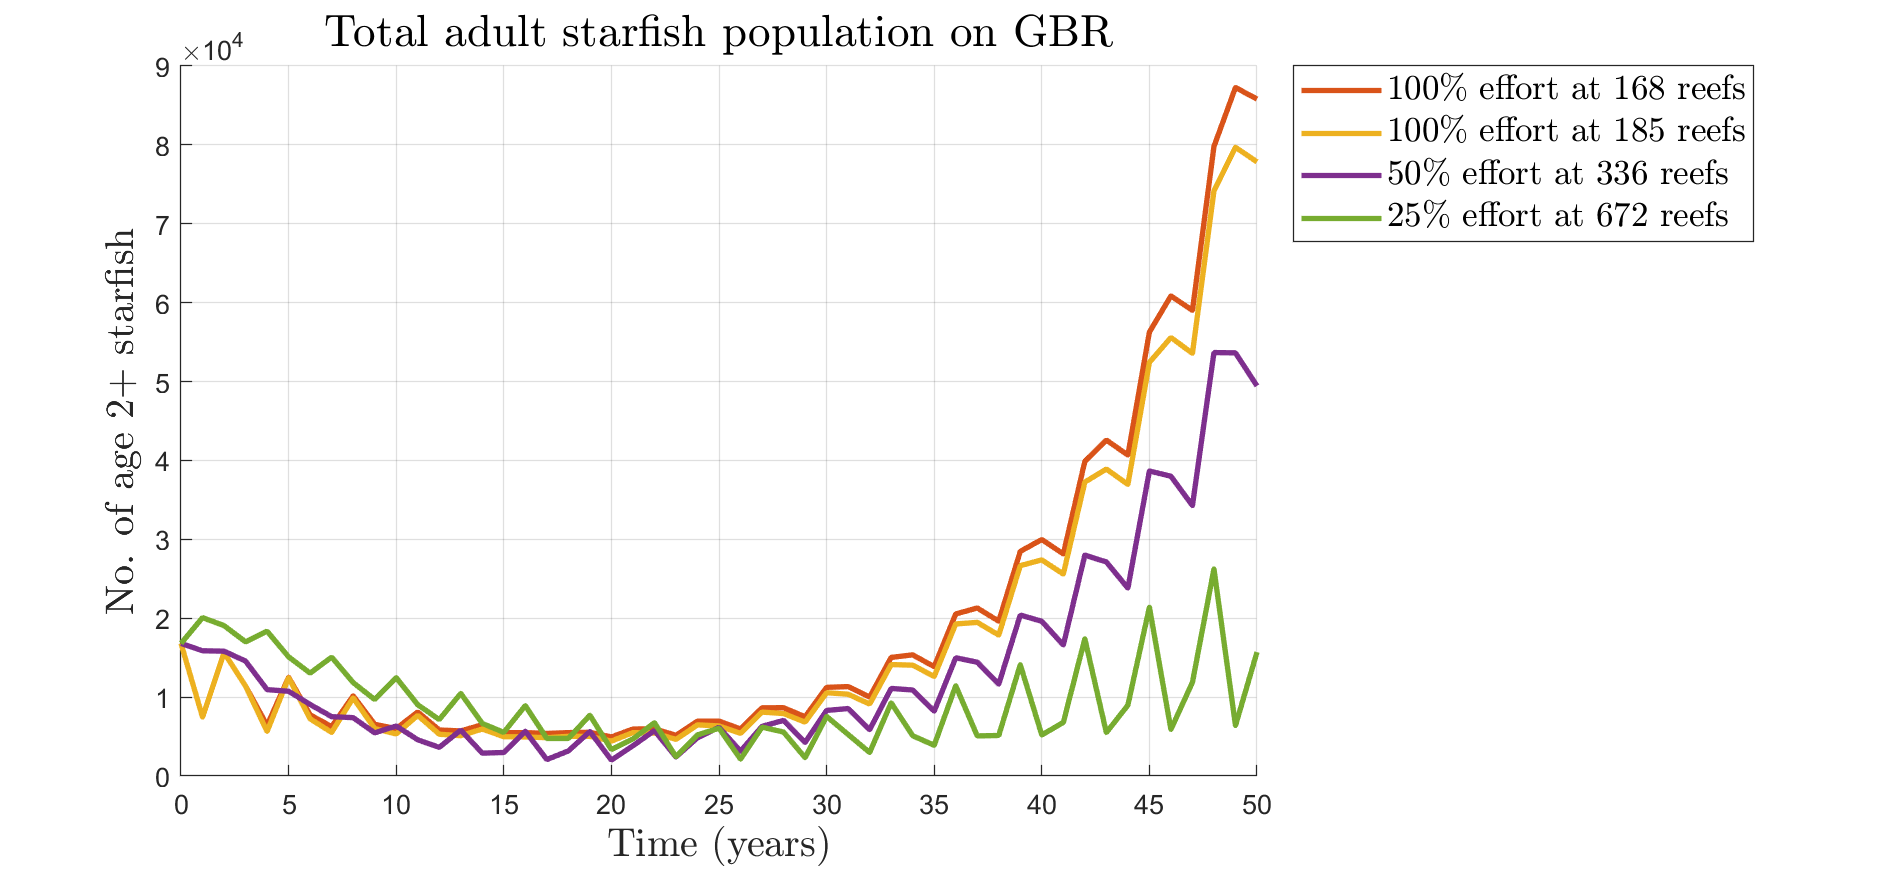 Total adult starfish population on GBR
×10⁴
9
8
7
6
5
4
3
2
1
0
No. of age 2+ starfish
0 5 10 15 20 25 30 35 40 45 50
Time (years)
100% effort at 168 reefs
100% effort at 185 reefs
50% effort at 336 reefs
25% effort at 672 reefs